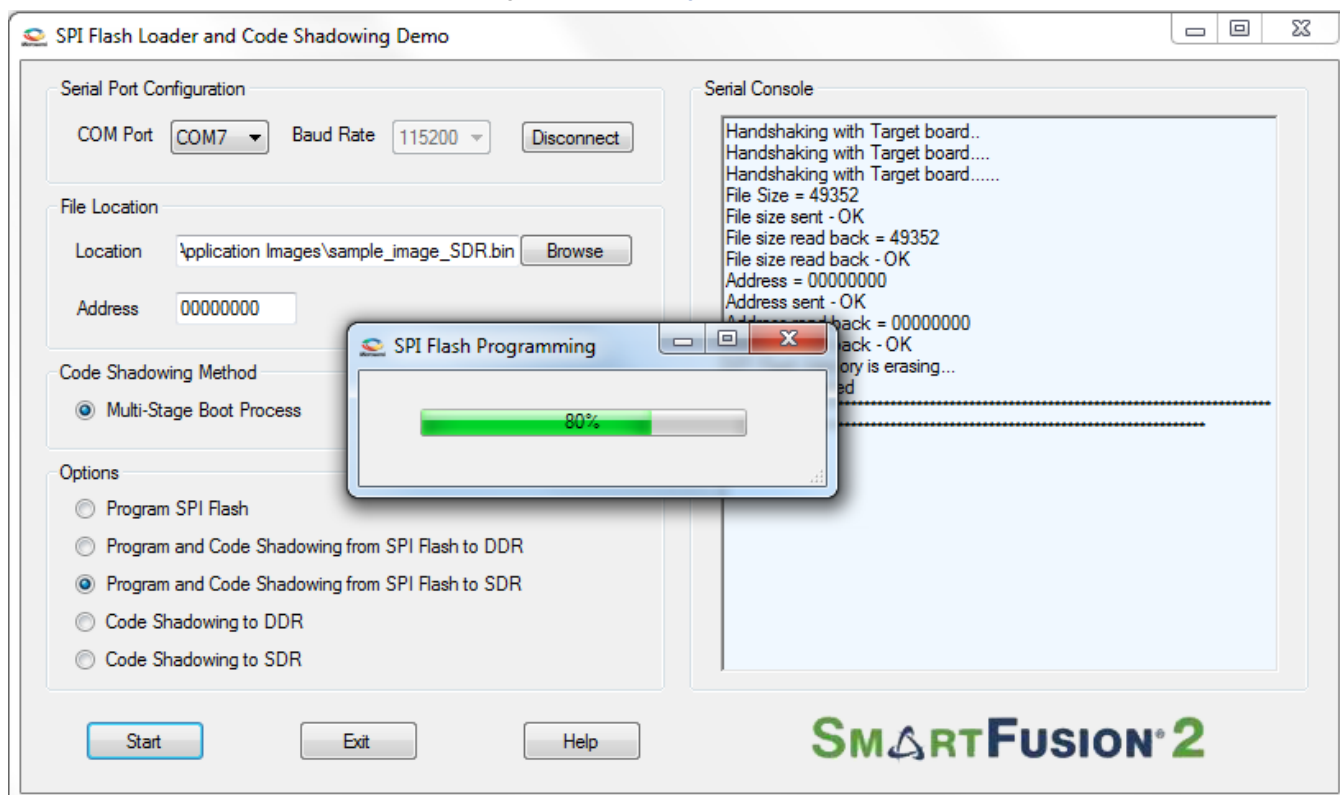 SPI Flash Loader and Code Shadowing Demo
Serial Port Configuration
COM Port COM7 Baud Rate 115200 Disconnect
File Location
Location Application Images\sample_image_SDR.bin Browse
Address 00000000
Code Shadowing Method
Multi-Stage Boot Process
Options
Program SPI Flash
Program and Code Shadowing from SPI Flash to DDR
Program and Code Shadowing from SPI Flash to SDR
Code Shadowing to DDR
Code Shadowing to SDR
Start Exit Help
SPI Flash Programming
80%
Serial Console
Handshaking with Target board..
Handshaking with Target board....
Handshaking with Target board......
File Size = 49352
File size sent - OK
File size read back = 49352
File size read back - OK
Address = 00000000
Address sent - OK
Address read back = 00000000
back - OK
is erasing...
SMARTFUSION 2